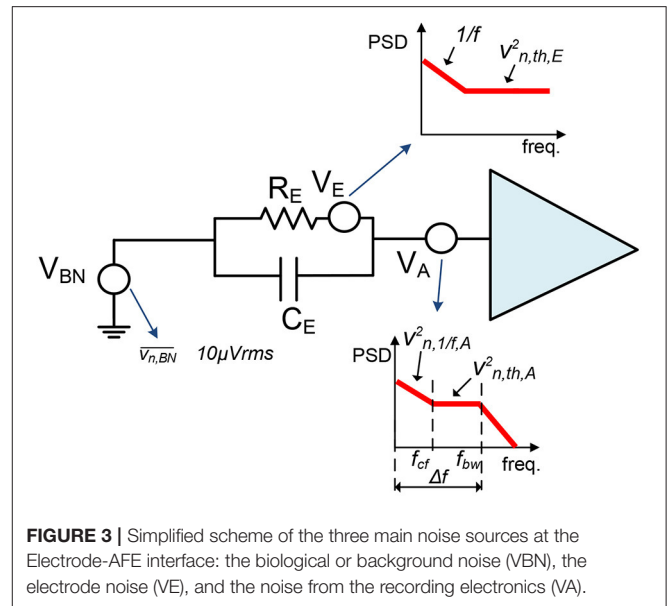 PSD
1/f
V²n,th,E
freq.
RE
VE
VBN
CE
VA
vn,BN 10µVrms
PSD
V²n,1/f,A
V²n,th,A
fcf
fbw
freq.
Δf
FIGURE 3 | Simplified scheme of the three main noise sources at the
Electrode-AFE interface: the biological or background noise (VBN), the
electrode noise (VE), and the noise from the recording electronics (VA).